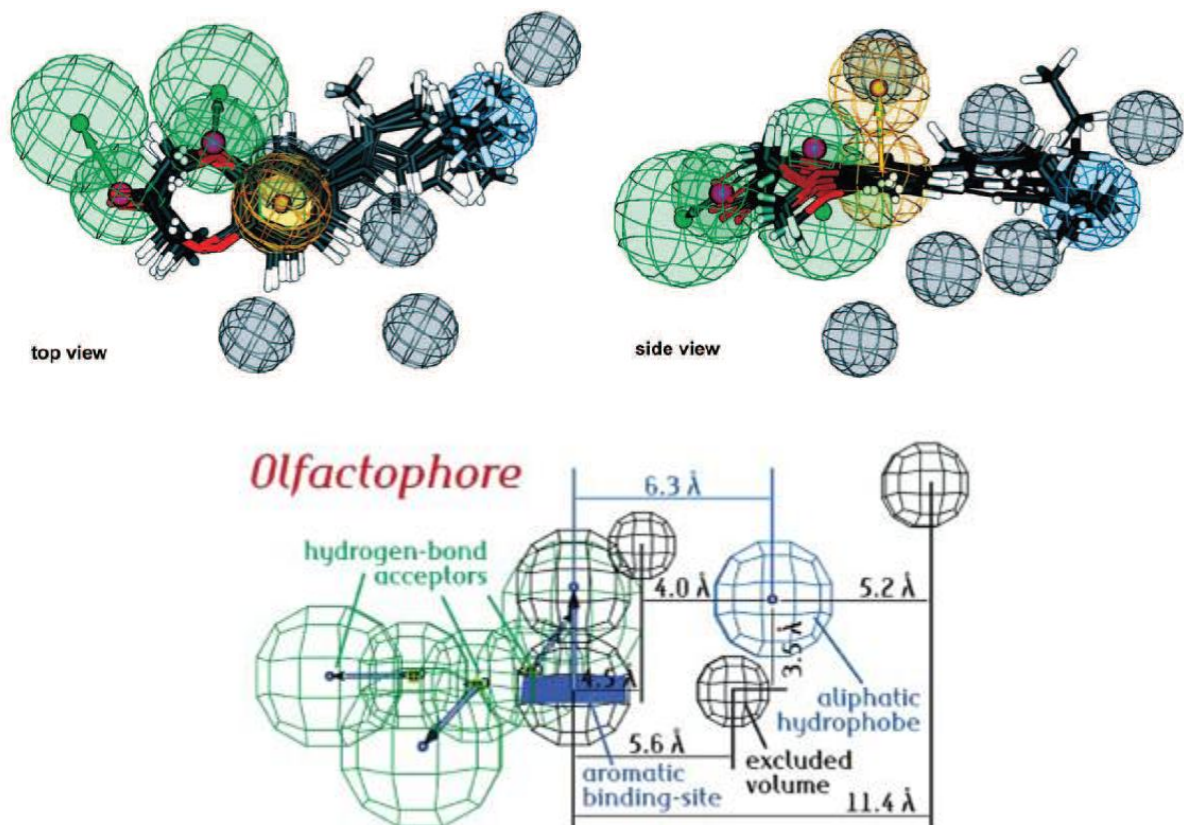 top view
side view
Olfactophore
6.3 Å
hydrogen-bond
acceptors
4.0 Å
5.2 Å
3.5 Å
4.5 Å
aliphatic
hydrophobe
5.6 Å
excluded
volume
aromatic
binding-site
11.4 Å